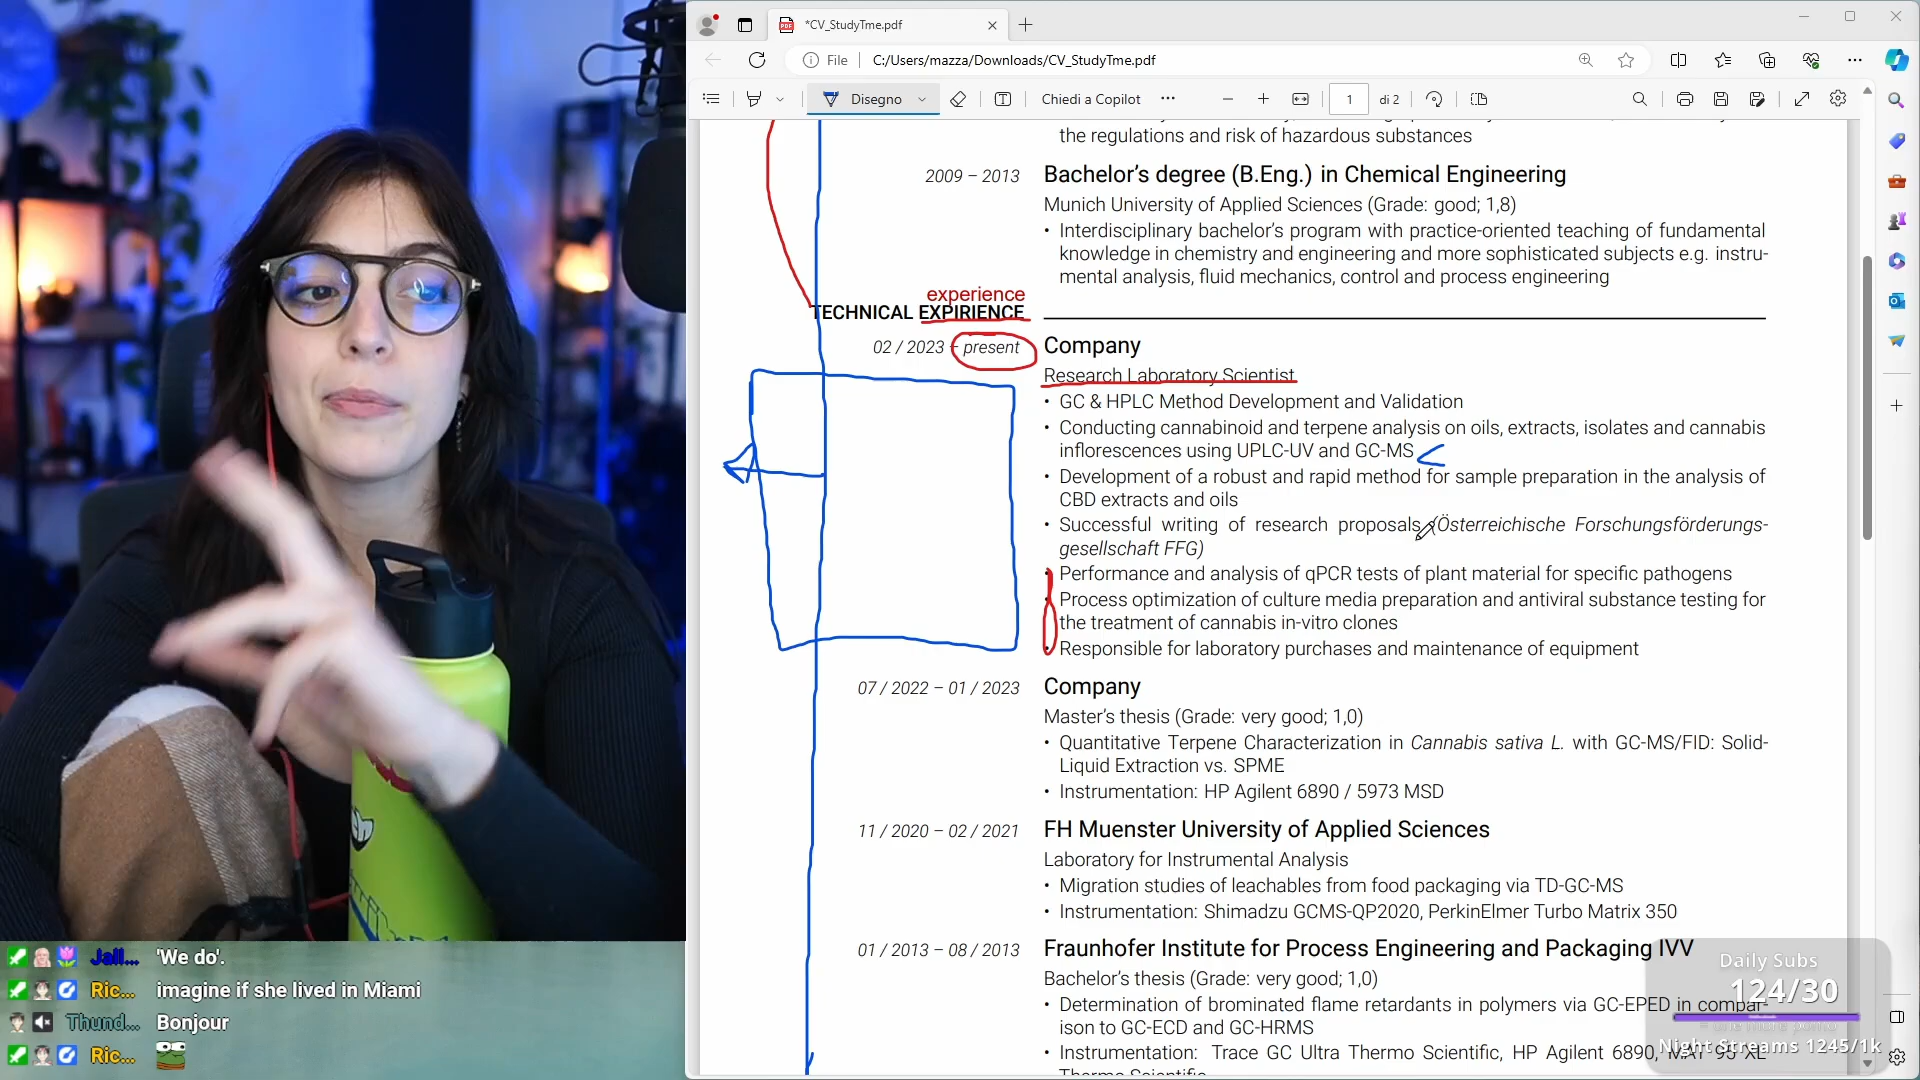 *CV_StudyTme.pdf
File
C:/Users/mazza/Downloads/CV_StudyTme.pdf
Disegno
Chiedi a Copilot
1
di 2
the regulations and risk of hazardous substances
2009 – 2013
Bachelor’s degree (B.Eng.) in Chemical Engineering
Munich University of Applied Sciences (Grade: good; 1,8)
• Interdisciplinary bachelor’s program with practice-oriented teaching of fundamental
knowledge in chemistry and engineering and more sophisticated subjects e.g. instru-
mental analysis, fluid mechanics, control and process engineering
experience
TECHNICAL EXPIRIENCE
02 / 2023 – present
Company
Research Laboratory Scientist
• GC & HPLC Method Development and Validation
• Conducting cannabinoid and terpene analysis on oils, extracts, isolates and cannabis
inflorescences using UPLC-UV and GC-MS
• Development of a robust and rapid method for sample preparation in the analysis of
CBD extracts and oils
• Successful writing of research proposals (Österreichische Forschungsförderungs-
gesellschaft FFG)
• Performance and analysis of qPCR tests of plant material for specific pathogens
• Process optimization of culture media preparation and antiviral substance testing for
the treatment of cannabis in-vitro clones
• Responsible for laboratory purchases and maintenance of equipment
07 / 2022 – 01 / 2023
Company
Master’s thesis (Grade: very good; 1,0)
• Quantitative Terpene Characterization in Cannabis sativa L. with GC-MS/FID: Solid-
Liquid Extraction vs. SPME
• Instrumentation: HP Agilent 6890 / 5973 MSD
11 / 2020 – 02 / 2021
FH Muenster University of Applied Sciences
Laboratory for Instrumental Analysis
• Migration studies of leachables from food packaging via TD-GC-MS
• Instrumentation: Shimadzu GCMS-QP2020, PerkinElmer Turbo Matrix 350
01 / 2013 – 08 / 2013
Fraunhofer Institute for Process Engineering and Packaging IVV
Bachelor’s thesis (Grade: very good; 1,0)
• Determination of brominated flame retardants in polymers via GC-EPED in compar-
ison to GC-ECD and GC-HRMS
• Instrumentation: Trace GC Ultra Thermo Scientific, HP Agilent 6890, MAT 95 XL
Thermo Scientific
Daily Subs
124/30
Night Streams 1245/1k
Jall... 'We do'.
Ric... imagine if she lived in Miami
Thund... Bonjour
Ric...